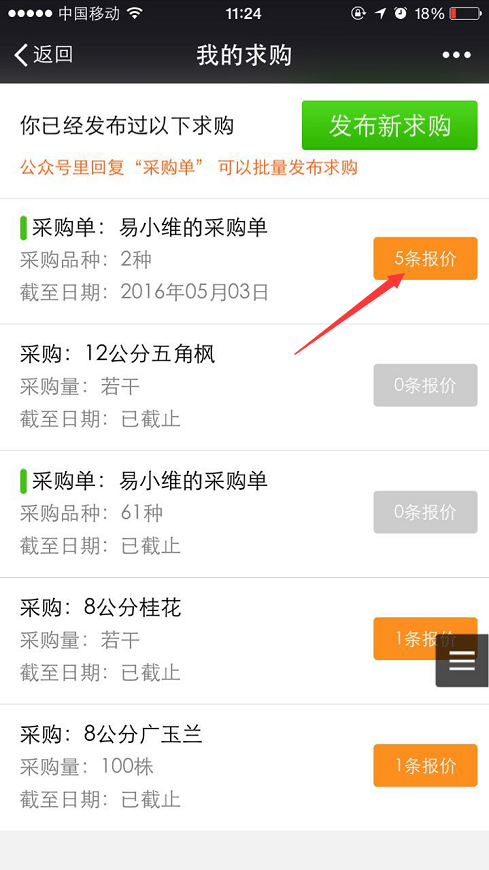 中国移动 11:24 18%
返回 我的求购
你已经发布过以下求购 发布新求购
公众号里回复“采购单” 可以批量发布求购
采购单：易小维的采购单
采购品种：2种 5条报价
截至日期：2016年05月03日
采购：12公分五角枫
采购量：若干 0条报价
截至日期：已截止
采购单：易小维的采购单
采购品种：61种 0条报价
截至日期：已截止
采购：8公分桂花
采购量：若干 1条报价
截至日期：已截止
采购：8公分广玉兰
采购量：100株 1条报价
截至日期：已截止